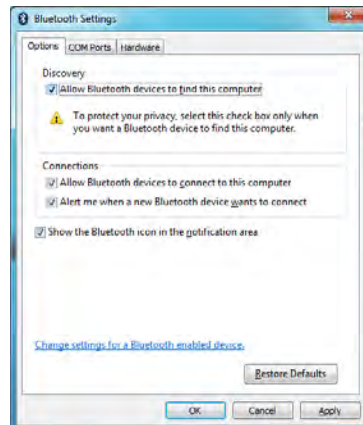 Bluetooth Settings
Options COM Ports Hardware
Discovery
Allow Bluetooth devices to find this computer
To protect your privacy, select this check box only when
you want a Bluetooth device to find this computer.
Connections
Allow Bluetooth devices to connect to this computer
Alert me when a new Bluetooth device wants to connect
Show the Bluetooth icon in the notification area
Change settings for a Bluetooth enabled device.
Restore Defaults
OK Cancel Apply